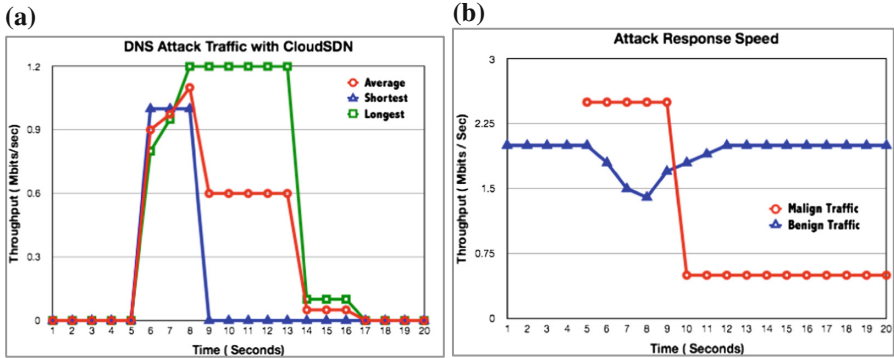 (a)
DNS Attack Traffic with CloudSDN
Throughput ( Mbits/sec)
1.2
0.9
0.6
0.3
0
Average
Shortest
Longest
1 2 3 4 5 6 7 8 9 10 11 12 13 14 15 16 17 18 19 20
Time ( Seconds)
(b)
Attack Response Speed
Throughput ( Mbits / Sec)
3
2.25
1.5
0.75
0
Malign Traffic
Benign Traffic
1 2 3 4 5 6 7 8 9 10 11 12 13 14 15 16 17 18 19 20
Time ( Seconds)